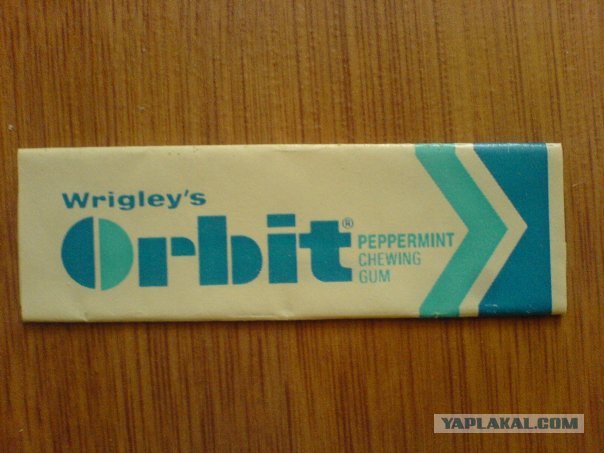 Wrigley's
Orbit®
PEPPERMINT
CHEWING
GUM
YAPLAKAL.COM